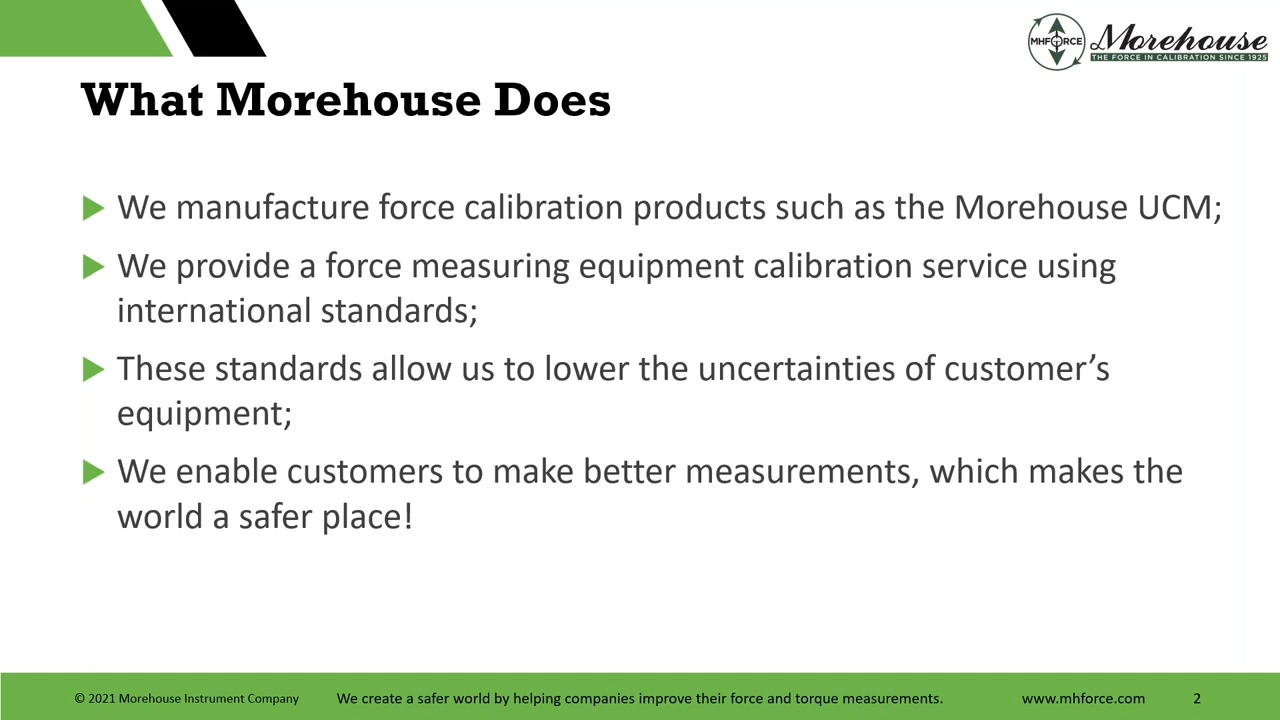 MHFORCE
Morehouse
THE FORCE IN CALIBRATION SINCE 1925
What Morehouse Does
We manufacture force calibration products such as the Morehouse UCM;
We provide a force measuring equipment calibration service using
international standards;
These standards allow us to lower the uncertainties of customer’s
equipment;
We enable customers to make better measurements, which makes the
world a safer place!
© 2021 Morehouse Instrument Company
We create a safer world by helping companies improve their force and torque measurements.
www.mhforce.com
2